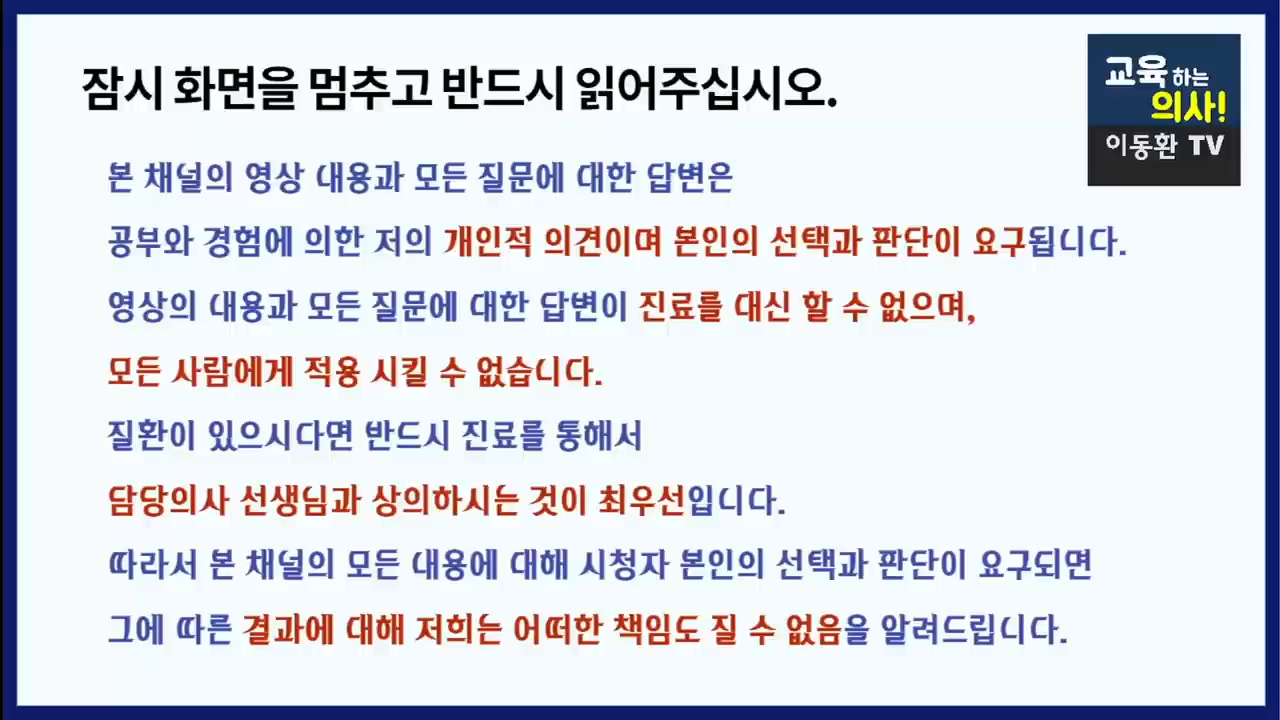 잠시 화면을 멈추고 반드시 읽어주십시오.
교육하는
의사!
이동환 TV
본 채널의 영상 내용과 모든 질문에 대한 답변은
공부와 경험에 의한 저의 개인적 의견이며 본인의 선택과 판단이 요구됩니다.
영상의 내용과 모든 질문에 대한 답변이 진료를 대신 할 수 없으며,
모든 사람에게 적용 시킬 수 없습니다.
질환이 있으시다면 반드시 진료를 통해서
담당의사 선생님과 상의하시는 것이 최우선입니다.
따라서 본 채널의 모든 내용에 대해 시청자 본인의 선택과 판단이 요구되면
그에 따른 결과에 대해 저희는 어떠한 책임도 질 수 없음을 알려드립니다.